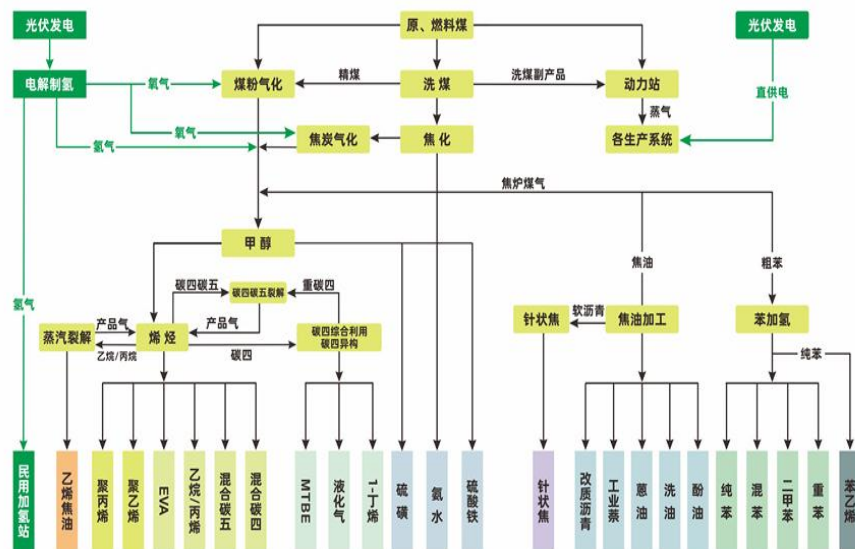 光伏发电
原、燃料煤
光伏发电
电解制氢
氧气
煤粉气化
精煤
洗煤
洗煤副产品
动力站
直供电
蒸气
氧气
氢气
焦炭气化
焦化
各生产系统
焦炉煤气
甲醇
焦油
粗苯
氢气
碳四碳五
碳四碳五裂解
重碳四
产品气
产品气
蒸汽裂解
烯烃
乙烷/丙烷
碳四
碳四综合利用
碳四异构
针状焦
软沥青
焦油加工
苯加氢
纯苯
民用加氢站
乙烯焦油
聚丙烯
聚乙烯
EVA
乙烷/丙烯
混合碳五
混合碳四
MTBE
液化气
1-丁烯
硫磺
氨水
硫酸铁
针状焦
改质沥青
工业萘
蒽油
洗油
酚油
纯苯
混苯
二甲苯
重苯
苯乙烯